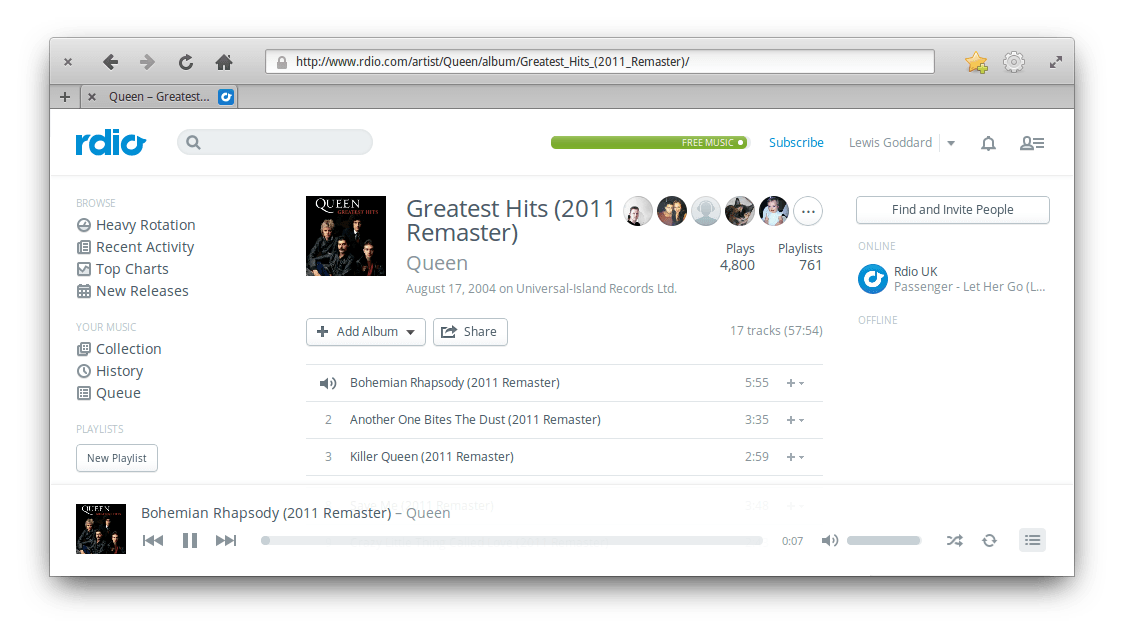 http://www.rdio.com/artist/Queen/album/Greatest_Hits_(2011_Remaster)/
Queen – Greatest...
rdio
FREE MUSIC
Subscribe
Lewis Goddard
BROWSE
Heavy Rotation
Recent Activity
Top Charts
New Releases
YOUR MUSIC
Collection
History
Queue
PLAYLISTS
New Playlist
QUEEN
GREATEST HITS
Greatest Hits (2011
Remaster)
Queen
August 17, 2004 on Universal-Island Records Ltd.
Plays
4,800
Playlists
761
Add Album
Share
17 tracks (57:54)
Bohemian Rhapsody (2011 Remaster) 5:55
2 Another One Bites The Dust (2011 Remaster) 3:35
3 Killer Queen (2011 Remaster) 2:59
Find and Invite People
ONLINE
Rdio UK
Passenger - Let Her Go (L...
OFFLINE
QUEEN
Bohemian Rhapsody (2011 Remaster) – Queen
0:07